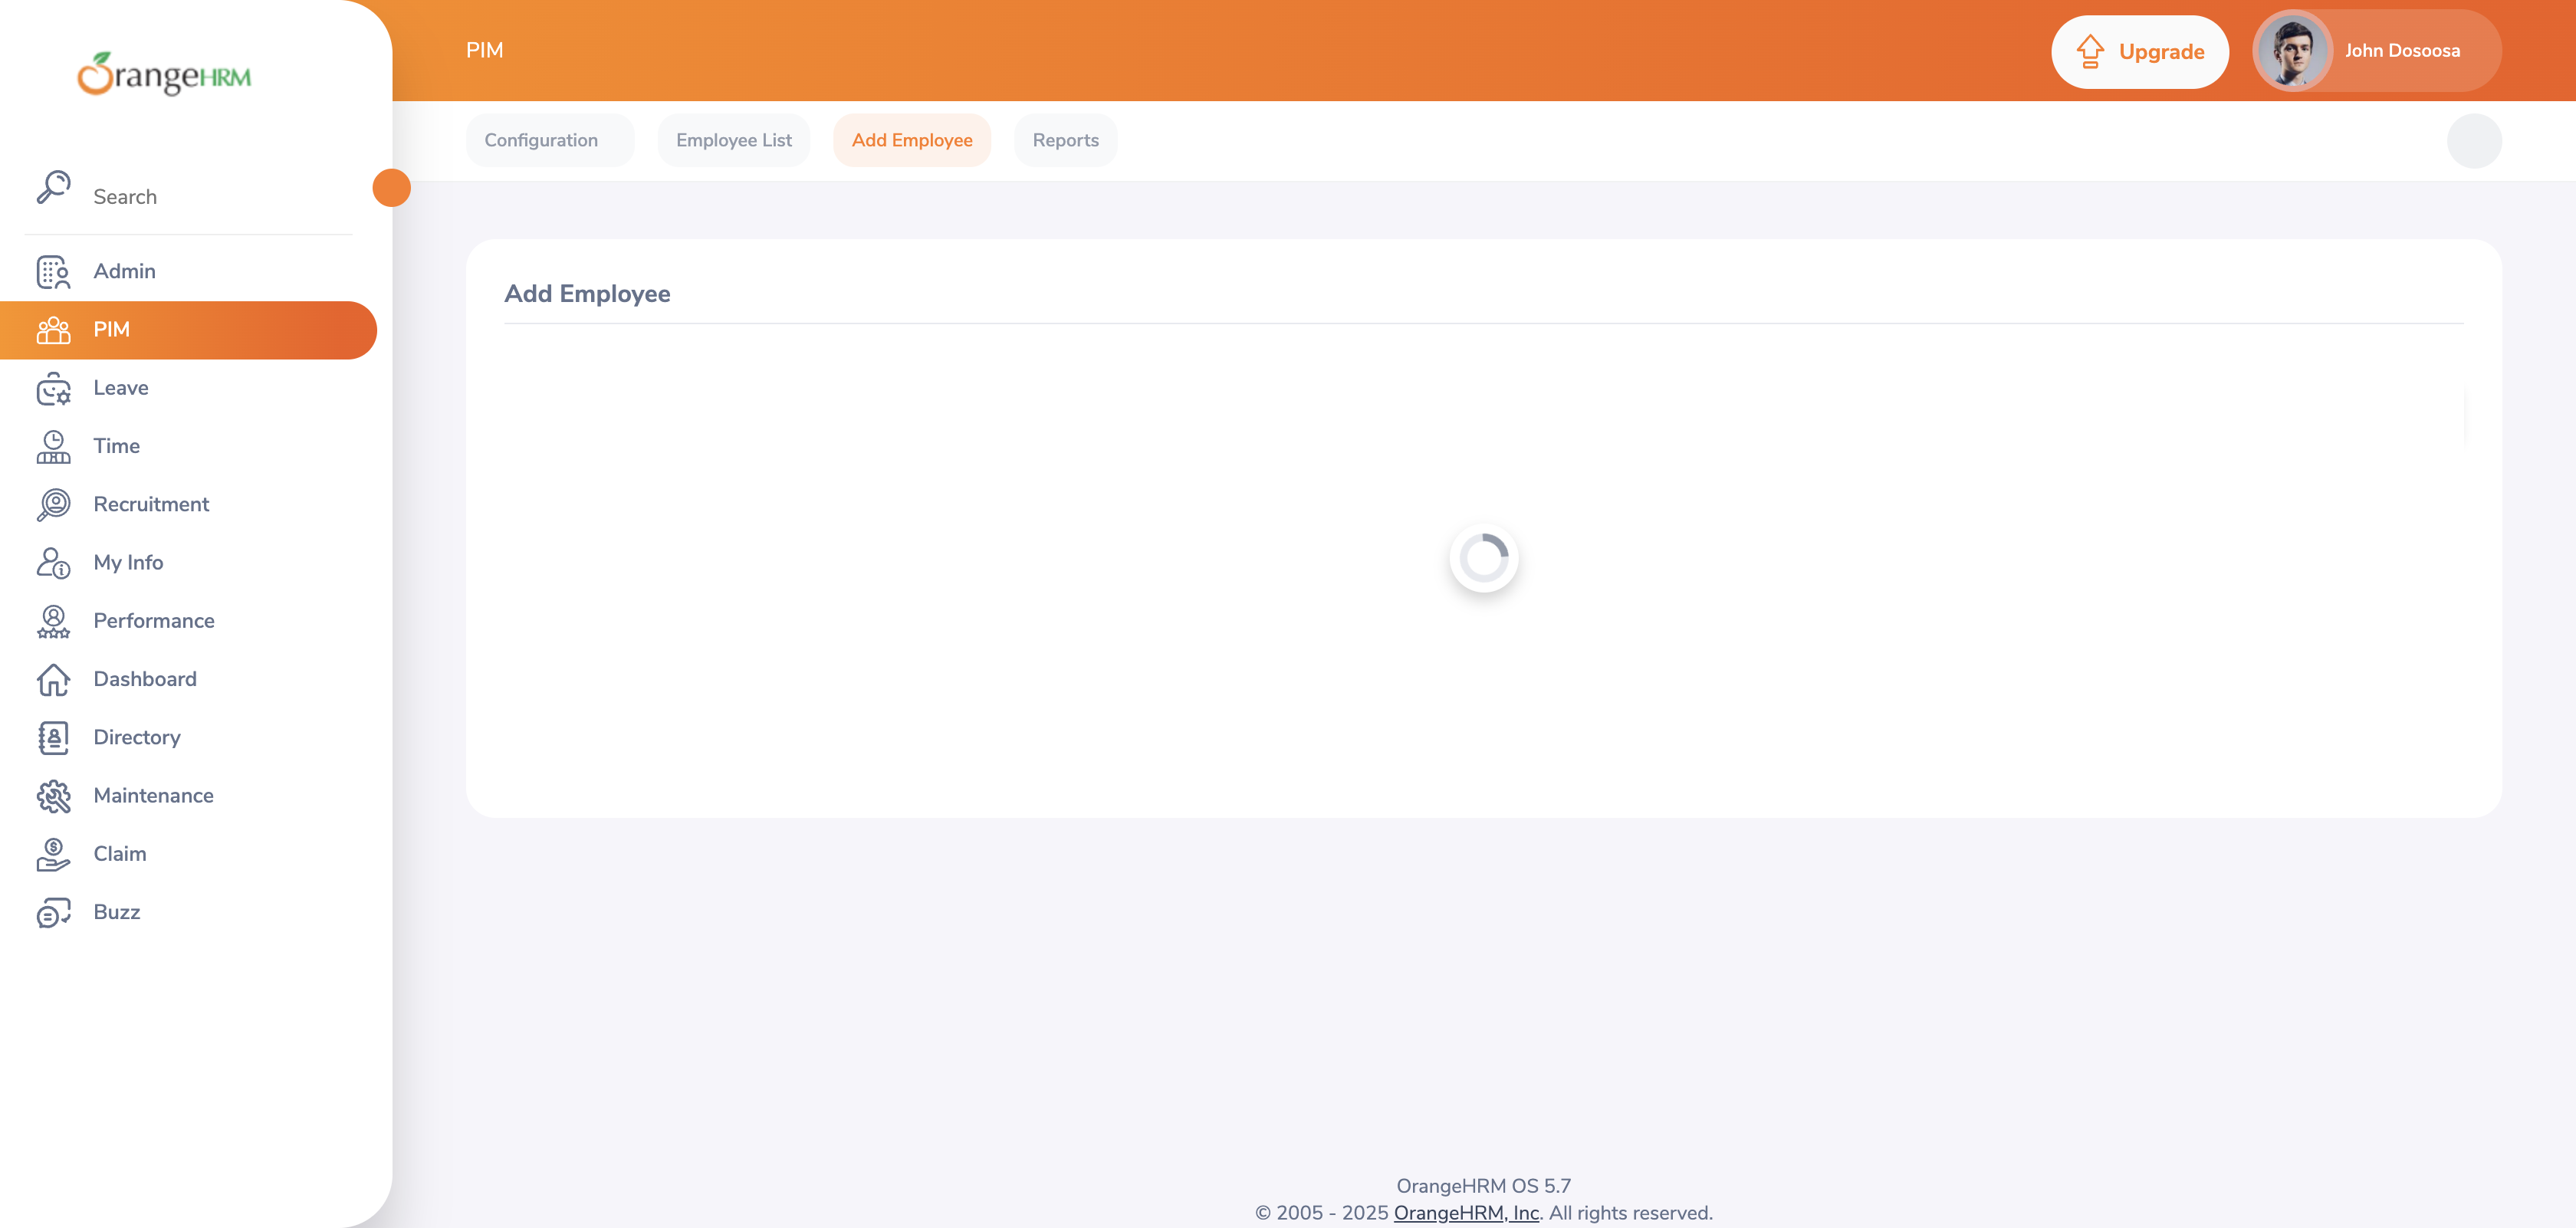 OrangeHRM
PIM
Upgrade
John Dosoosa
Configuration
Employee List
Add Employee
Reports
Search
Admin
PIM
Leave
Time
Recruitment
My Info
Performance
Dashboard
Directory
Maintenance
Claim
Buzz
Add Employee
OrangeHRM OS 5.7
© 2005 - 2025 OrangeHRM, Inc. All rights reserved.